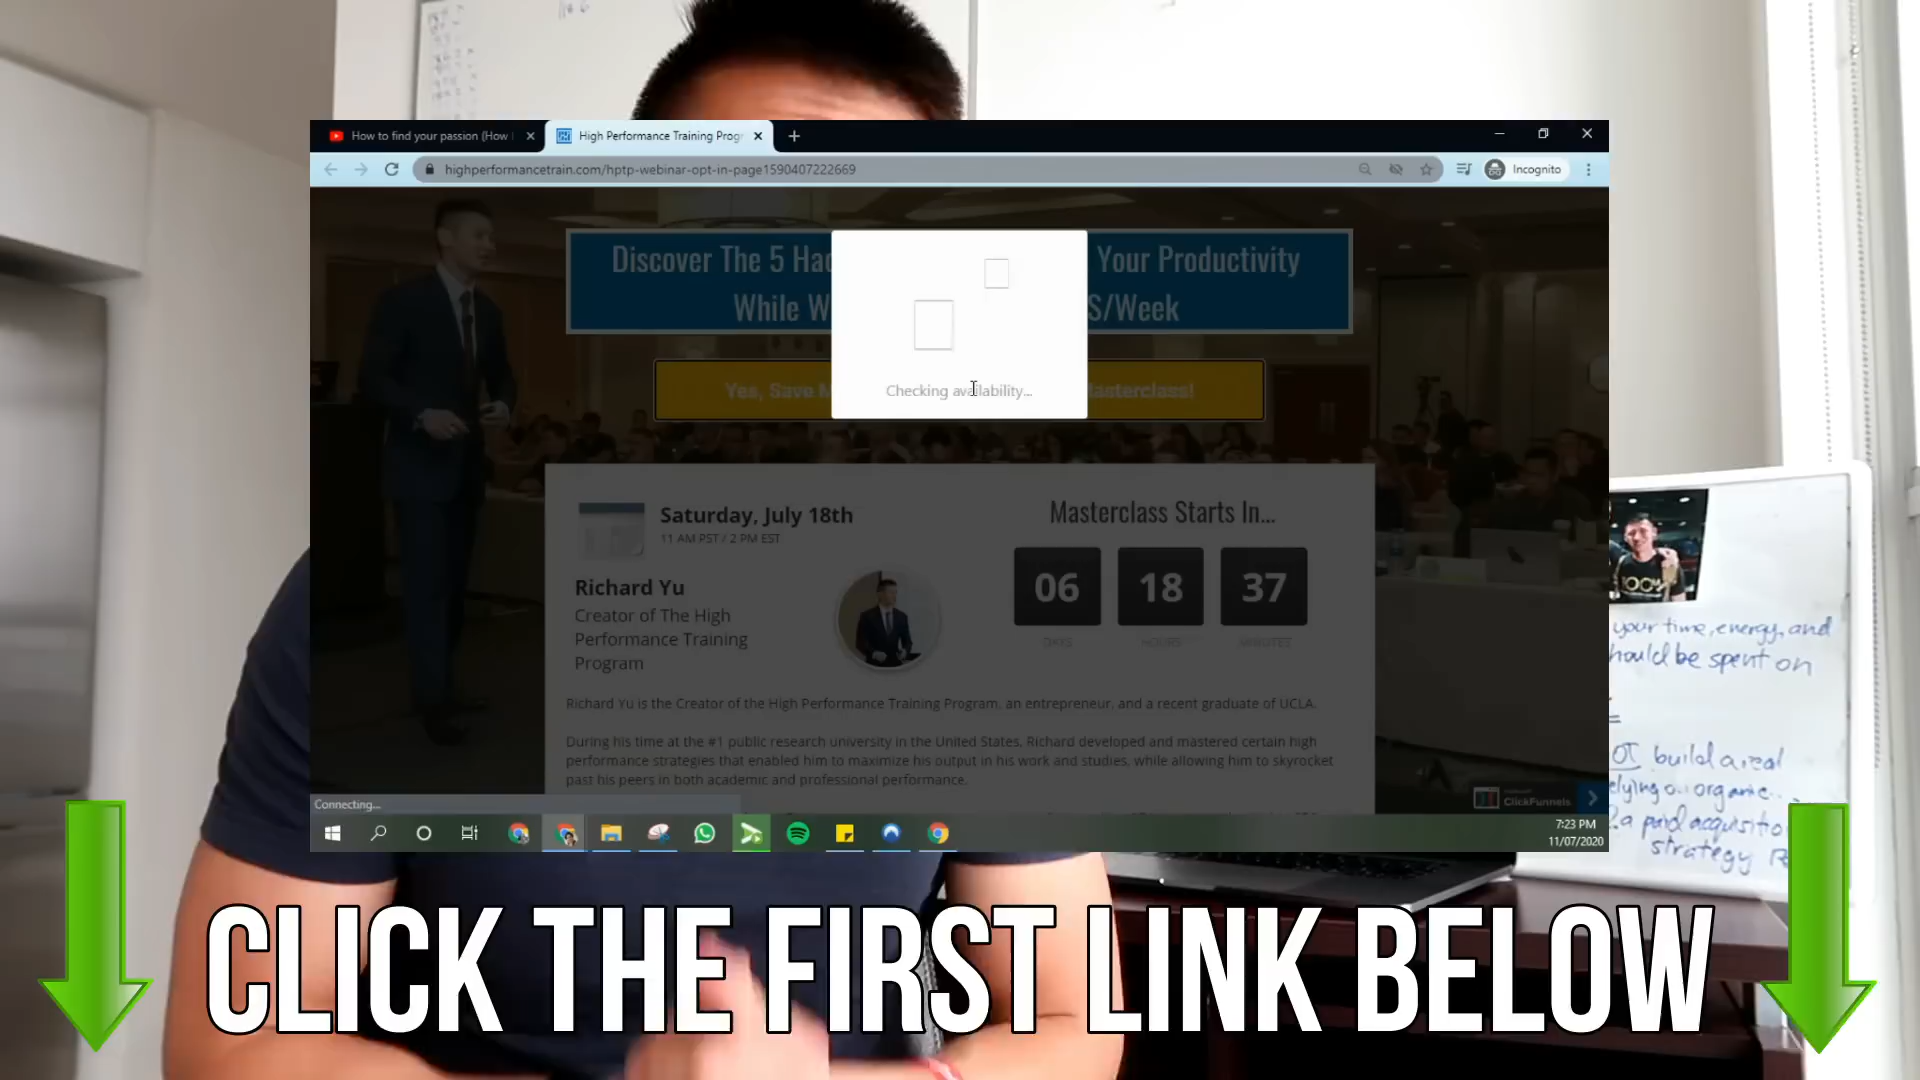 How to find your passion (How
High Performance Training Prog
highperformancetrain.com/hptp-webinar-opt-in-page1590407222669
Incognito
Discover The 5 Hac
Your Productivity
While W
S/Week
Yes, Save M
Masterclass!
Checking availability...
Saturday, July 18th
11 AM PST / 2 PM EST
Masterclass Starts In...
06 18 37
DAYS HOURS MINUTES
Richard Yu
Creator of The High
Performance Training
Program
Richard Yu is the Creator of the High Performance Training Program, an entrepreneur, and a recent graduate of UCLA.
During his time at the #1 public research university in the United States, Richard developed and mastered certain high
performance strategies that enabled him to maximize his output in his work and studies, while allowing him to skyrocket
past his peers in both academic and professional performance.
Connecting...
ClickFunnels
7:23 PM
11/07/2020
your time, energy, and
hould be spent on
build a real
organic
a paid acquisitio
strategy
CLICK THE FIRST LINK BELOW